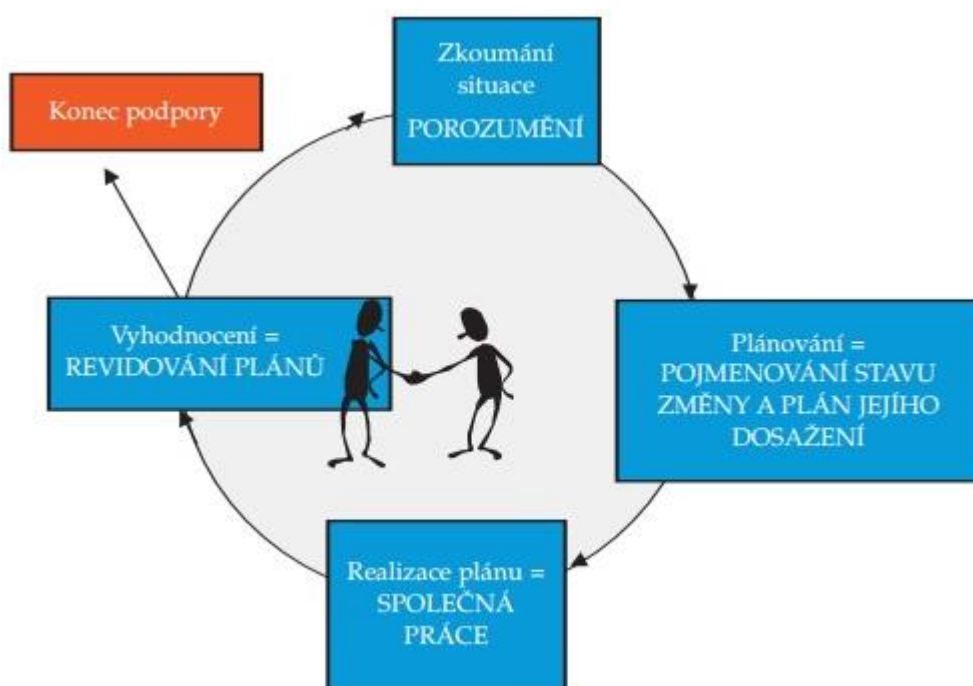 Zkoumání
situace
POROZUMĚNÍ
Konec podpory
Vyhodnocení =
REVIDOVÁNÍ PLÁNŮ
Plánování =
POJMENOVÁNÍ STAVU
ZMĚNY A PLÁN JEJÍHO
DOSAŽENÍ
Realizace plánu =
SPOLEČNÁ
PRÁCE